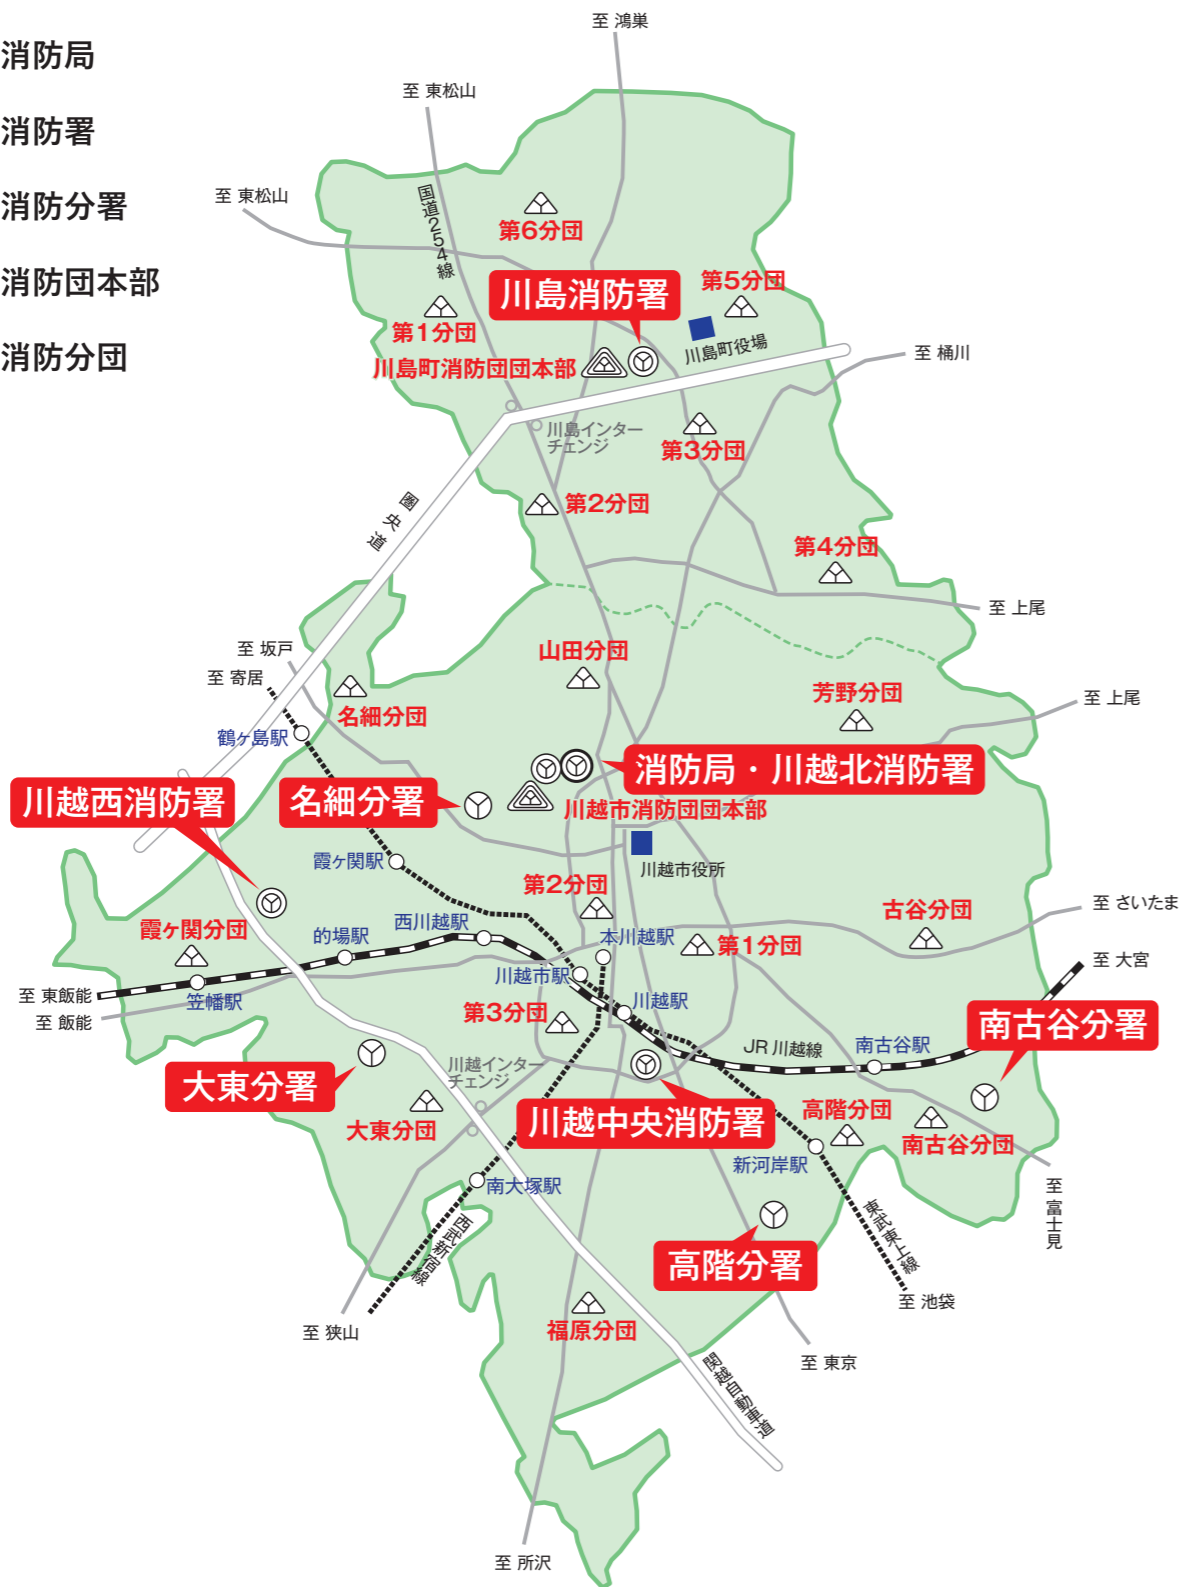 消防局
消防署
消防分署
消防団本部
消防分団
至 鴻巣
至 東松山
至 東松山
国道254線
第6分団
川島消防署
第5分団
第1分団
川島町役場
川島町消防団団本部
至 桶川
川島インター
チェンジ
第3分団
圏央道
第2分団
第4分団
至 上尾
至 坂戸
山田分団
至 寄居
芳野分団
至 上尾
名細分団
鶴ヶ島駅
消防局・川越北消防署
川越西消防署
名細分署
川越市消防団団本部
霞ヶ関駅
川越市役所
第2分団
至 さいたま
古谷分団
西川越駅
霞ヶ関分団
的場駅
本川越駅
第1分団
至 大宮
川越市駅
至 東飯能
笠幡駅
川越駅
第3分団
至 飯能
南古谷分署
JR 川越線
南古谷駅
川越インター
チェンジ
大東分署
高階分団
川越中央消防署
大東分団
南古谷分団
新河岸駅
南大塚駅
至 富士見
東武東上線
西武新宿線
高階分署
至 池袋
福原分団
至 狭山
至 東京
関越自動車道
至 所沢